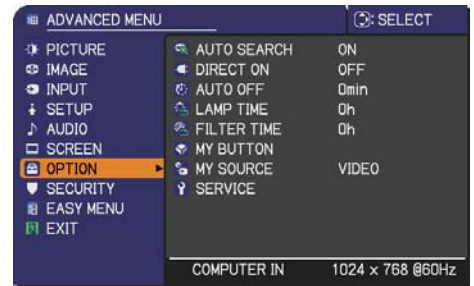 ADVANCED MENU : SELECT
PICTURE
IMAGE
INPUT
SETUP
AUDIO
SCREEN
OPTION
SECURITY
EASY MENU
EXIT
AUTO SEARCH ON
DIRECT ON OFF
AUTO OFF 0min
LAMP TIME 0h
FILTER TIME 0h
MY BUTTON
MY SOURCE VIDEO
SERVICE
COMPUTER IN 1024 x 768 @60Hz